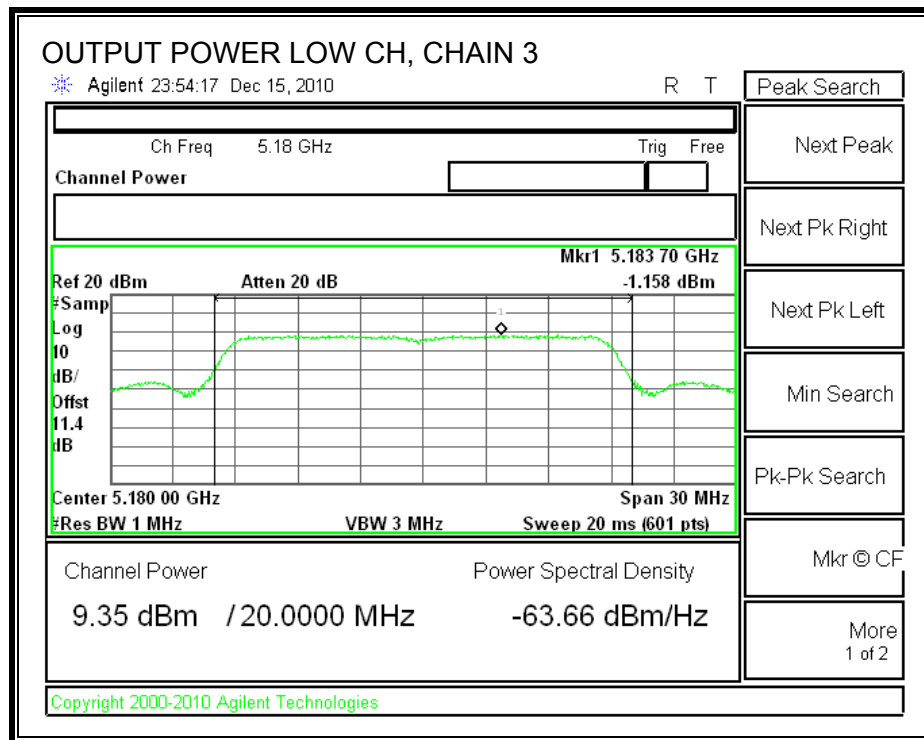 OUTPUT POWER LOW CH, CHAIN 3
Agilent 23:54:17 Dec 15, 2010 R T
Peak Search
Ch Freq 5.18 GHz Trig Free
Channel Power
Mkr1 5.183 70 GHz
Ref 20 dBm Atten 20 dB -1.158 dBm
#Samp
Log
10
dB/
Offst
11.4
dB
1
Center 5.180 00 GHz Span 30 MHz
#Res BW 1 MHz VBW 3 MHz Sweep 20 ms (601 pts)
Channel Power Power Spectral Density
9.35 dBm / 20.0000 MHz -63.66 dBm/Hz
Next Peak
Next Pk Right
Next Pk Left
Min Search
Pk-Pk Search
Mkr © CF
More
1 of 2
Copyright 2000-2010 Agilent Technologies